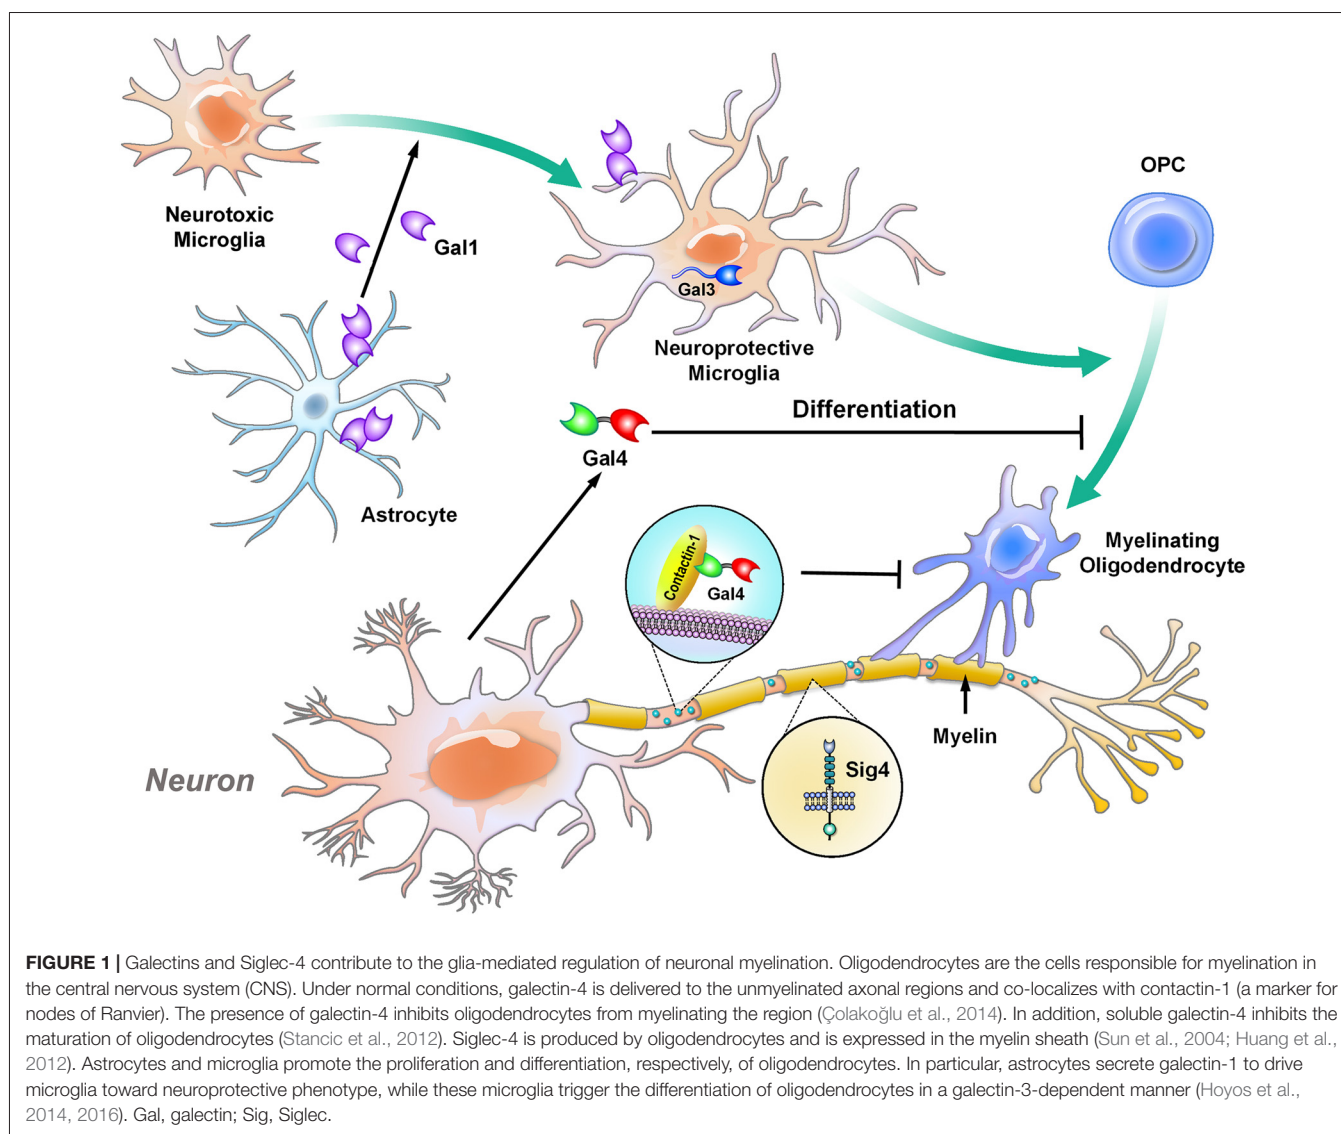 OPC
Neurotoxic
Microglia
Gal1
Gal3
Neuroprotective
Microglia
Differentiation
Gal4
Astrocyte
Contactin-1
Gal4
Myelinating
Oligodendrocyte
Myelin
Sig4
Neuron
FIGURE 1 | Galectins and Siglec-4 contribute to the glia-mediated regulation of neuronal myelination. Oligodendrocytes are the cells responsible for myelination in
the central nervous system (CNS). Under normal conditions, galectin-4 is delivered to the unmyelinated axonal regions and co-localizes with contactin-1 (a marker for
nodes of Ranvier). The presence of galectin-4 inhibits oligodendrocytes from myelinating the region (Çolakoğlu et al., 2014). In addition, soluble galectin-4 inhibits the
maturation of oligodendrocytes (Stancic et al., 2012). Siglec-4 is produced by oligodendrocytes and is expressed in the myelin sheath (Sun et al., 2004; Huang et al.,
2012). Astrocytes and microglia promote the proliferation and differentiation, respectively, of oligodendrocytes. In particular, astrocytes secrete galectin-1 to drive
microglia toward neuroprotective phenotype, while these microglia trigger the differentiation of oligodendrocytes in a galectin-3-dependent manner (Hoyos et al.,
2014, 2016). Gal, galectin; Sig, Siglec.